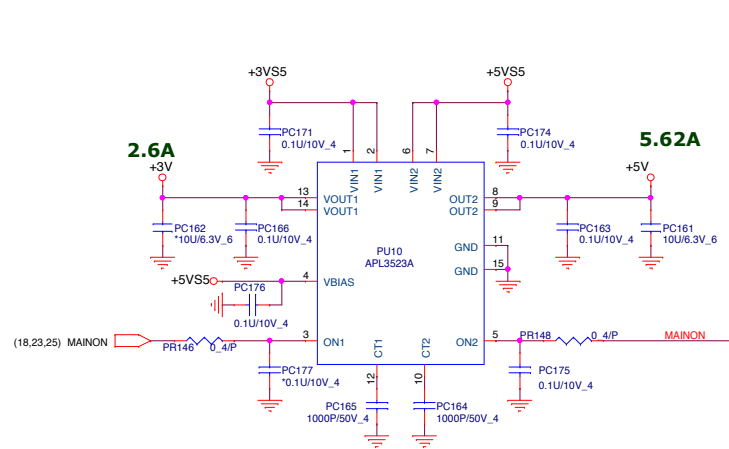 +3VS5
+5VS5
PC171
0.1U/10V_4
PC174
0.1U/10V_4
2.6A
5.62A
+3V
+5V
1
2
6
7
VIN1
VIN1
VIN2
VIN2
13
VOUT1
14
VOUT1
8
OUT2
9
OUT2
PC162
*10U/6.3V_6
PC166
0.1U/10V_4
PC163
0.1U/10V_4
PC161
10U/6.3V_6
PU10
APL3523A
11
GND
15
GND
+5VS5
4
VBIAS
PC176
0.1U/10V_4
(18,23,25) MAINON
PR146
0_4/P
3
ON1
5
ON2
PR148
0_4/P
MAINON
CT1
CT2
12
10
PC177
*0.1U/10V_4
PC175
0.1U/10V_4
PC165
1000P/50V_4
PC164
1000P/50V_4